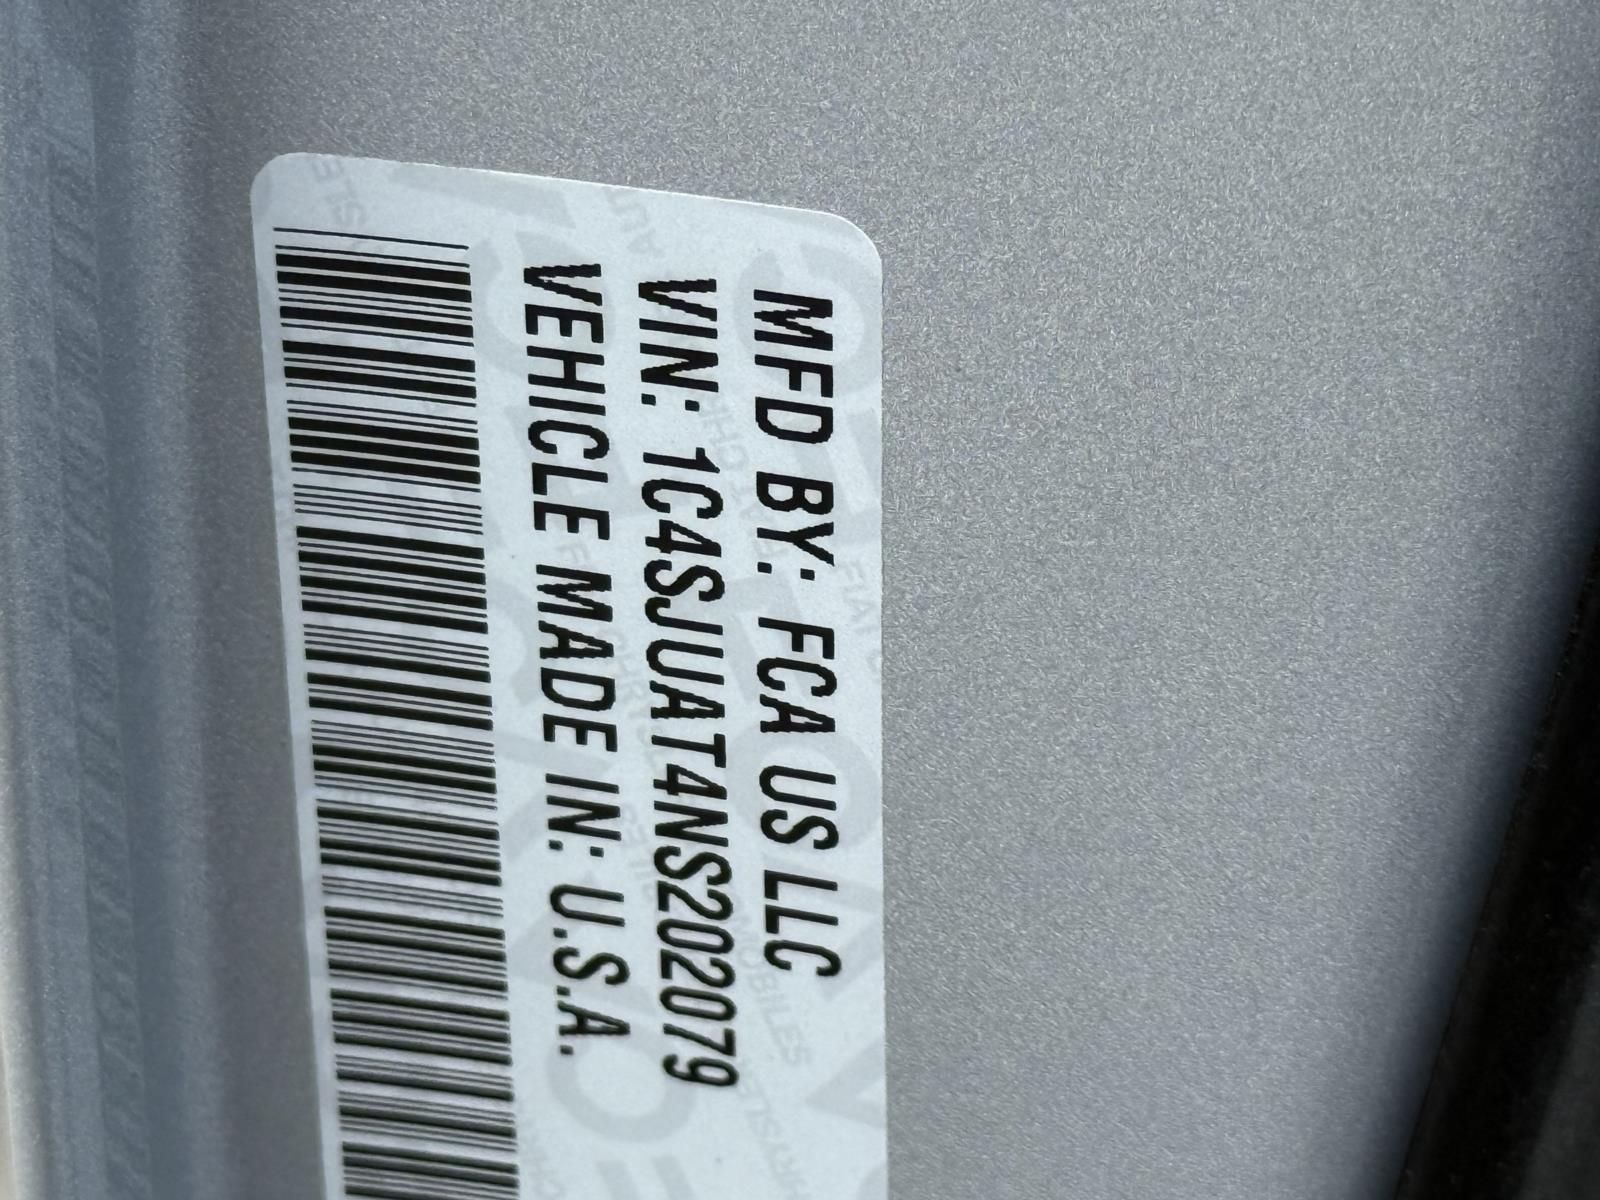 MFD BY: FCA US LLC
VIN: 1C4SJUAT4NS202079
VEHICLE MADE IN: U.S.A.